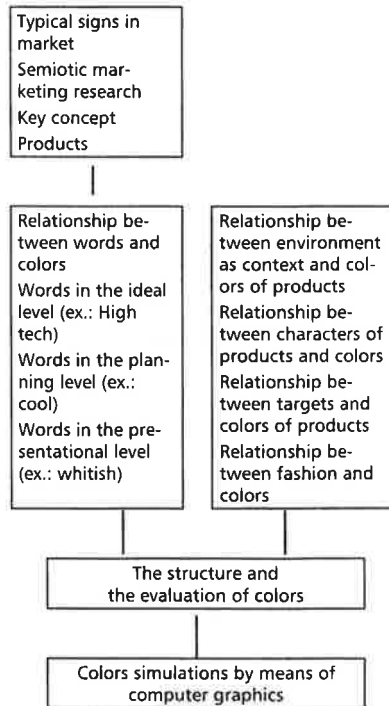 Typical signs in
market
Semiotic mar-
keting research
Key concept
Products
Relationship be-
tween words and
colors
Words in the ideal
level (ex.: High
tech)
Words in the plan-
ning level (ex.:
cool)
Words in the pre-
sentational level
(ex.: whitish)
Relationship be-
tween environment
as context and col-
ors of products
Relationship be-
tween characters of
products and colors
Relationship be-
tween targets and
colors of products
Relationship be-
tween fashion and
colors
The structure and
the evaluation of colors
Colors simulations by means of
computer graphics